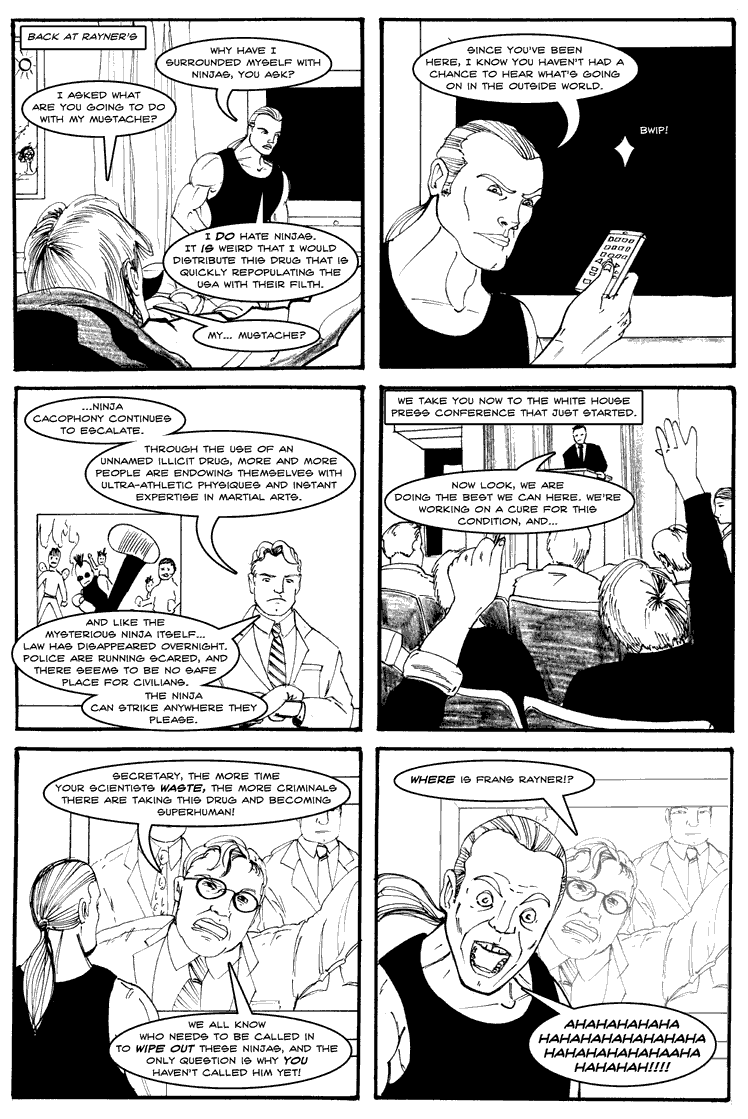 BACK AT RAYNER'S
WHY HAVE I
SURROUNDED MYSELF WITH
NINJAS, YOU ASK?
I ASKED WHAT
ARE YOU GOING TO DO
WITH MY MUSTACHE?
I DO HATE NINJAS.
IT IS WEIRD THAT I WOULD
DISTRIBUTE THIS DRUG THAT IS
QUICKLY REPOPULATING THE
USA WITH THEIR FILTH.
MY... MUSTACHE?
SINCE YOU'VE BEEN
HERE, I KNOW YOU HAVEN'T HAD A
CHANCE TO HEAR WHAT'S GOING
ON IN THE OUTSIDE WORLD.
BWIP!
...NINJA
CACOPHONY CONTINUES
TO ESCALATE.
THROUGH THE USE OF AN
UNNAMED ILLICIT DRUG, MORE AND MORE
PEOPLE ARE ENDOWING THEMSELVES WITH
ULTRA-ATHLETIC PHYSIQUES AND INSTANT
EXPERTISE IN MARTIAL ARTS.
AND LIKE THE
MYSTERIOUS NINJA ITSELF...
LAW HAS DISAPPEARED OVERNIGHT.
POLICE ARE RUNNING SCARED, AND
THERE SEEMS TO BE NO SAFE
PLACE FOR CIVILIANS.
THE NINJA
CAN STRIKE ANYWHERE THEY
PLEASE.
WE TAKE YOU NOW TO THE WHITE HOUSE
PRESS CONFERENCE THAT JUST STARTED.
NOW LOOK, WE ARE
DOING THE BEST WE CAN HERE. WE'RE
WORKING ON A CURE FOR THIS
CONDITION, AND...
SECRETARY, THE MORE TIME
YOUR SCIENTISTS WASTE, THE MORE CRIMINALS
THERE ARE TAKING THIS DRUG AND BECOMING
SUPERHUMAN!
WE ALL KNOW
WHO NEEDS TO BE CALLED IN
TO WIPE OUT THESE NINJAS, AND THE
ONLY QUESTION IS WHY YOU
HAVEN'T CALLED HIM YET!
WHERE IS FRANS RAYNER!?
AHAHAHAHAHA
HAHAHAHAHAHAHAHAHA
HAHAHAHAHAHAHAAHA
HAHAHAH!!!!